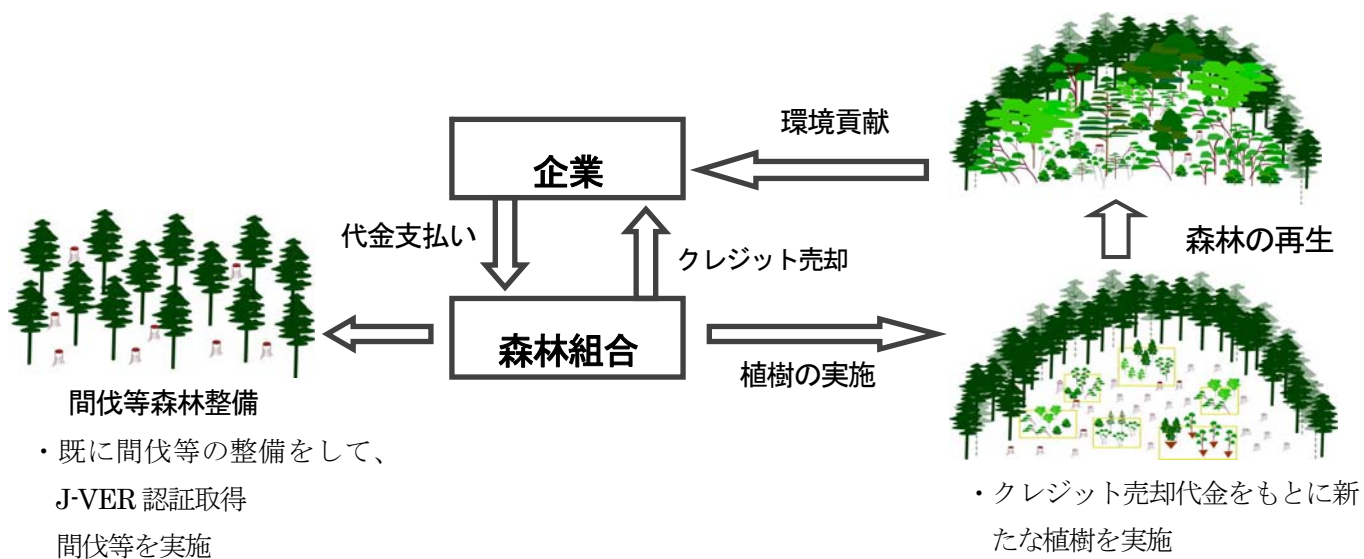 環境貢献
企業
代金支払い
クレジット売却
森林の再生
森林組合
植樹の実施
間伐等森林整備
・既に間伐等の整備をして、
J-VER 認証取得
間伐等を実施
・クレジット売却代金をもとに新
たな植樹を実施